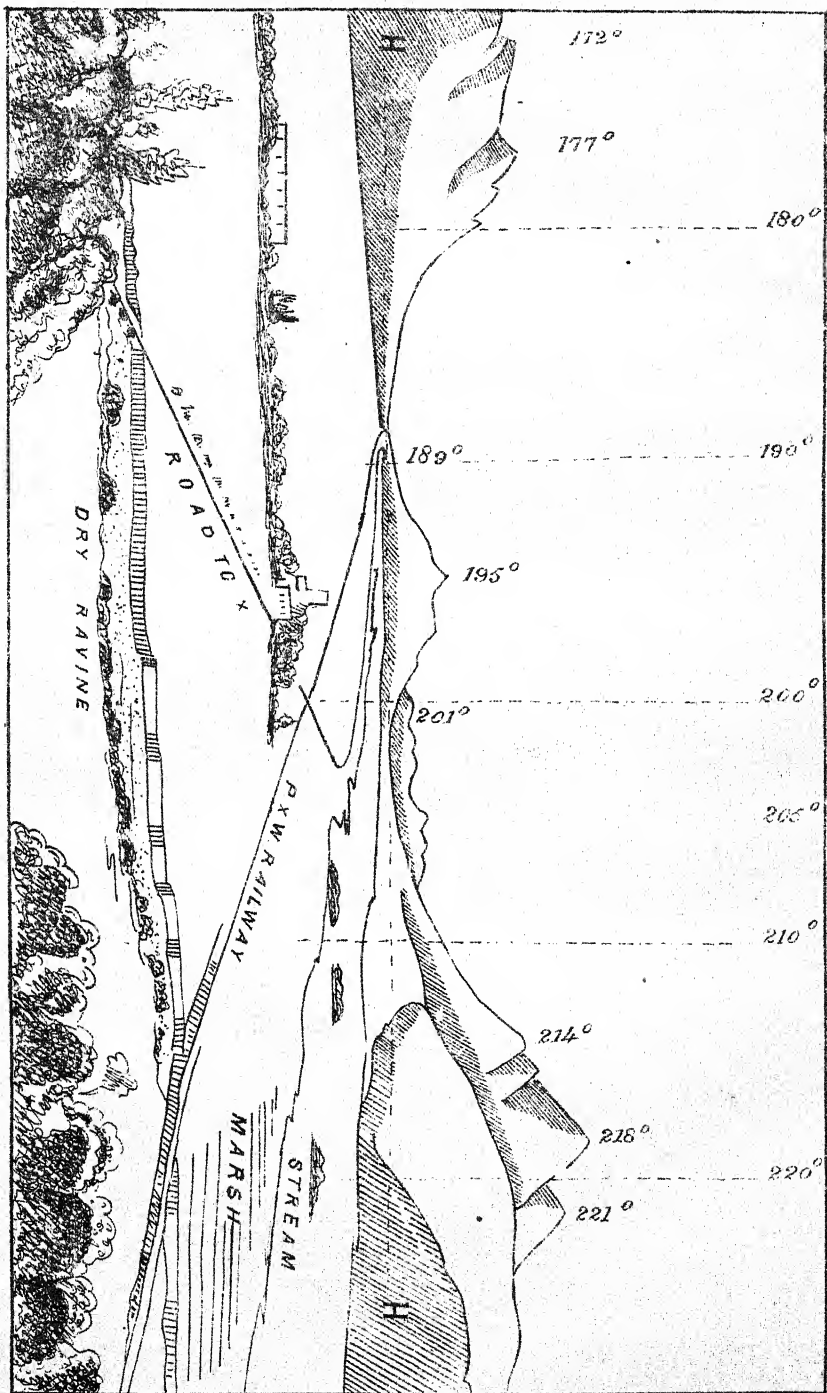 172°
177°
180°
189°
190°
195°
200°
201°
205°
210°
214°
218°
220°
221°
H
H
ROAD TO X
DRY RAVINE
P X W RAILWAY
MARSH
STREAM